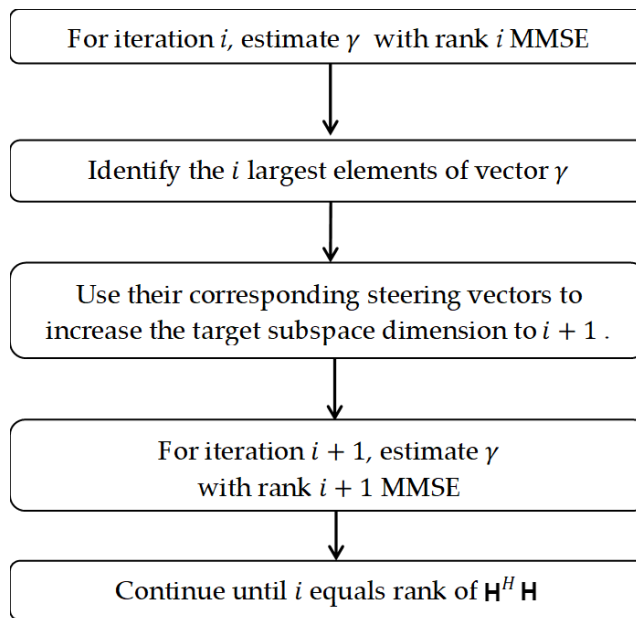 For iteration i, estimate γ with rank i MMSE
Identify the i largest elements of vector γ
Use their corresponding steering vectors to
increase the target subspace dimension to i + 1 .
For iteration i + 1, estimate γ
with rank i + 1 MMSE
Continue until i equals rank of H^H H